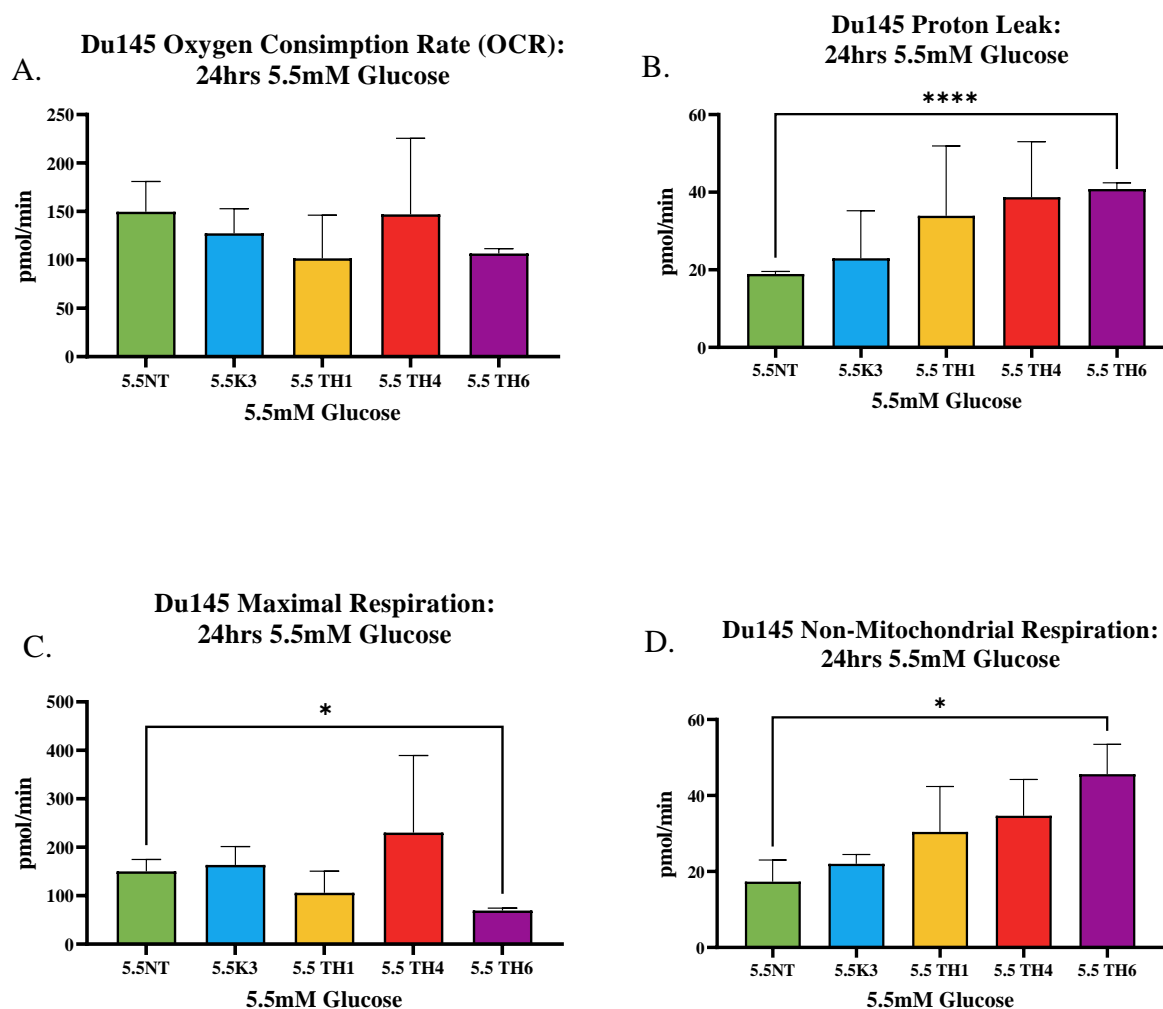 A.
Du145 Oxygen Consimption Rate (OCR):
24hrs 5.5mM Glucose
250
200
150
100
50
0
pmol/min
5.5NT 5.5K3 5.5 TH1 5.5 TH4 5.5 TH6
5.5mM Glucose
B.
Du145 Proton Leak:
24hrs 5.5mM Glucose
****
60
40
20
0
pmol/min
5.5NT 5.5K3 5.5 TH1 5.5 TH4 5.5 TH6
5.5mM Glucose
C.
Du145 Maximal Respiration:
24hrs 5.5mM Glucose
*
500
400
300
200
100
0
pmol/min
5.5NT 5.5K3 5.5 TH1 5.5 TH4 5.5 TH6
5.5mM Glucose
D.
Du145 Non-Mitochondrial Respiration:
24hrs 5.5mM Glucose
*
60
40
20
0
pmol/min
5.5NT 5.5K3 5.5 TH1 5.5 TH4 5.5 TH6
5.5mM Glucose